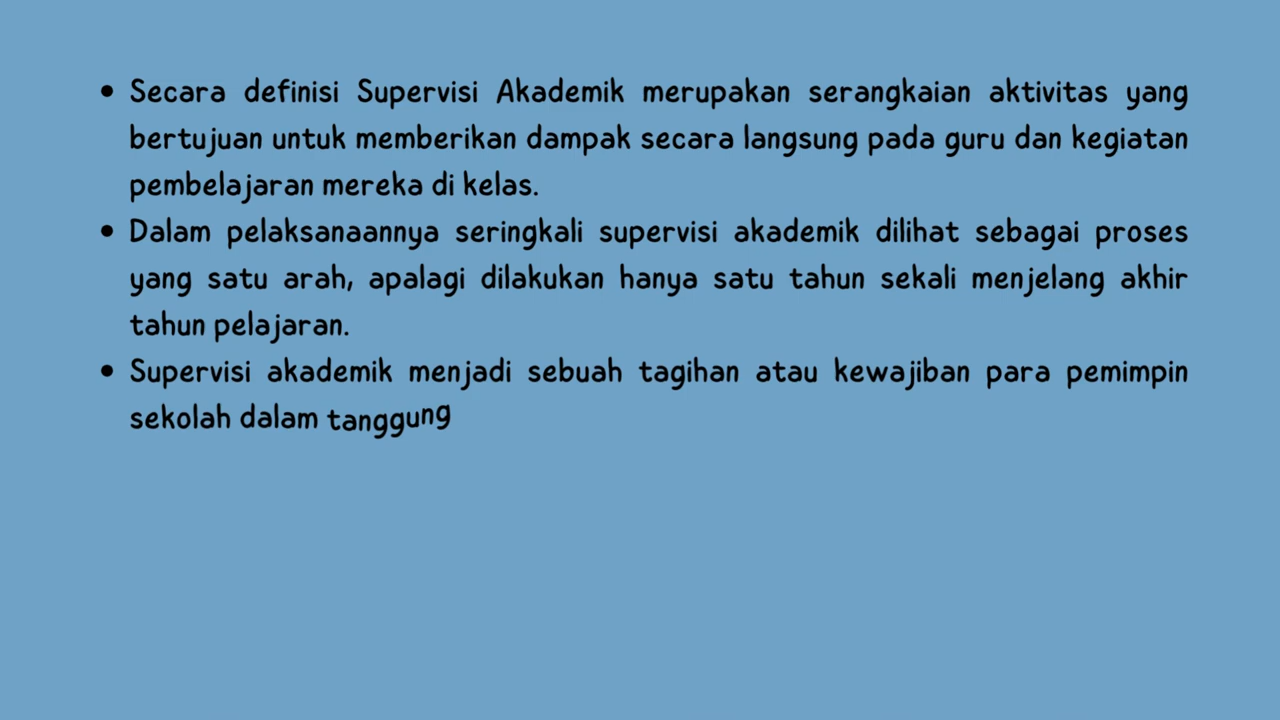 • Secara definisi Supervisi Akademik merupakan serangkaian aktivitas yang
bertujuan untuk memberikan dampak secara langsung pada guru dan kegiatan
pembelajaran mereka di kelas.
• Dalam pelaksanaannya seringkali supervisi akademik dilihat sebagai proses
yang satu arah, apalagi dilakukan hanya satu tahun sekali menjelang akhir
tahun pelajaran.
• Supervisi akademik menjadi sebuah tagihan atau kewajiban para pemimpin
sekolah dalam tanggung